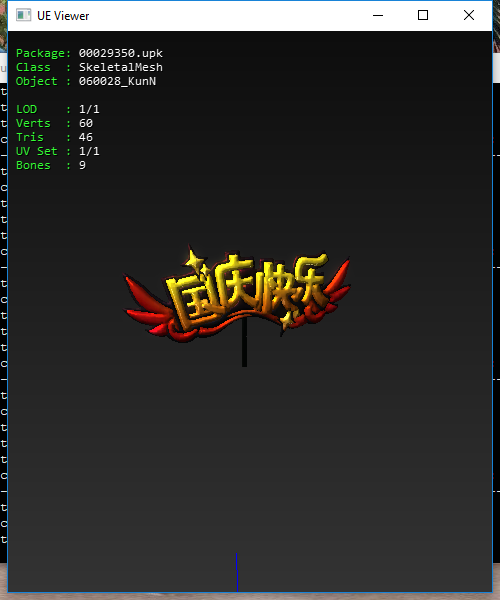 UE Viewer
Package: 00029350.upk
Class : SkeletalMesh
Object : 060028_KunN
LOD : 1/1
Verts : 60
Tris : 46
UV Set : 1/1
Bones : 9
国庆快乐